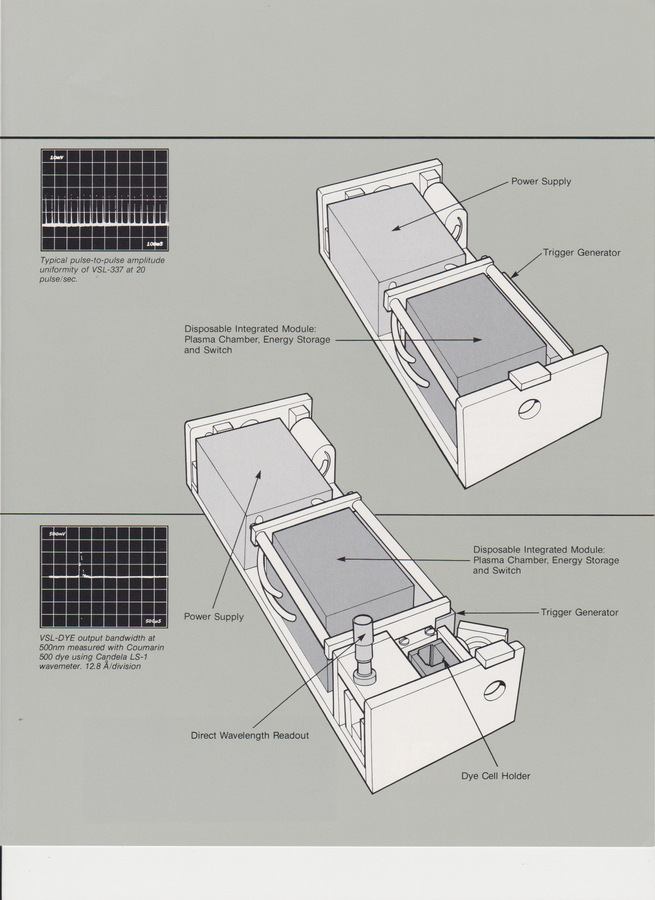 10mV
100mS
Typical pulse-to-pulse amplitude
uniformity of VSL-337 at 20
pulse/sec.
Power Supply
Trigger Generator
Disposable Integrated Module:
Plasma Chamber, Energy Storage
and Switch
500mV
500µS
VSL-DYE output bandwidth at
500nm measured with Coumarin
500 dye using Candela LS-1
wavemeter. 12.8 Å/division
Disposable Integrated Module:
Plasma Chamber, Energy Storage
and Switch
Power Supply
Trigger Generator
Direct Wavelength Readout
Dye Cell Holder